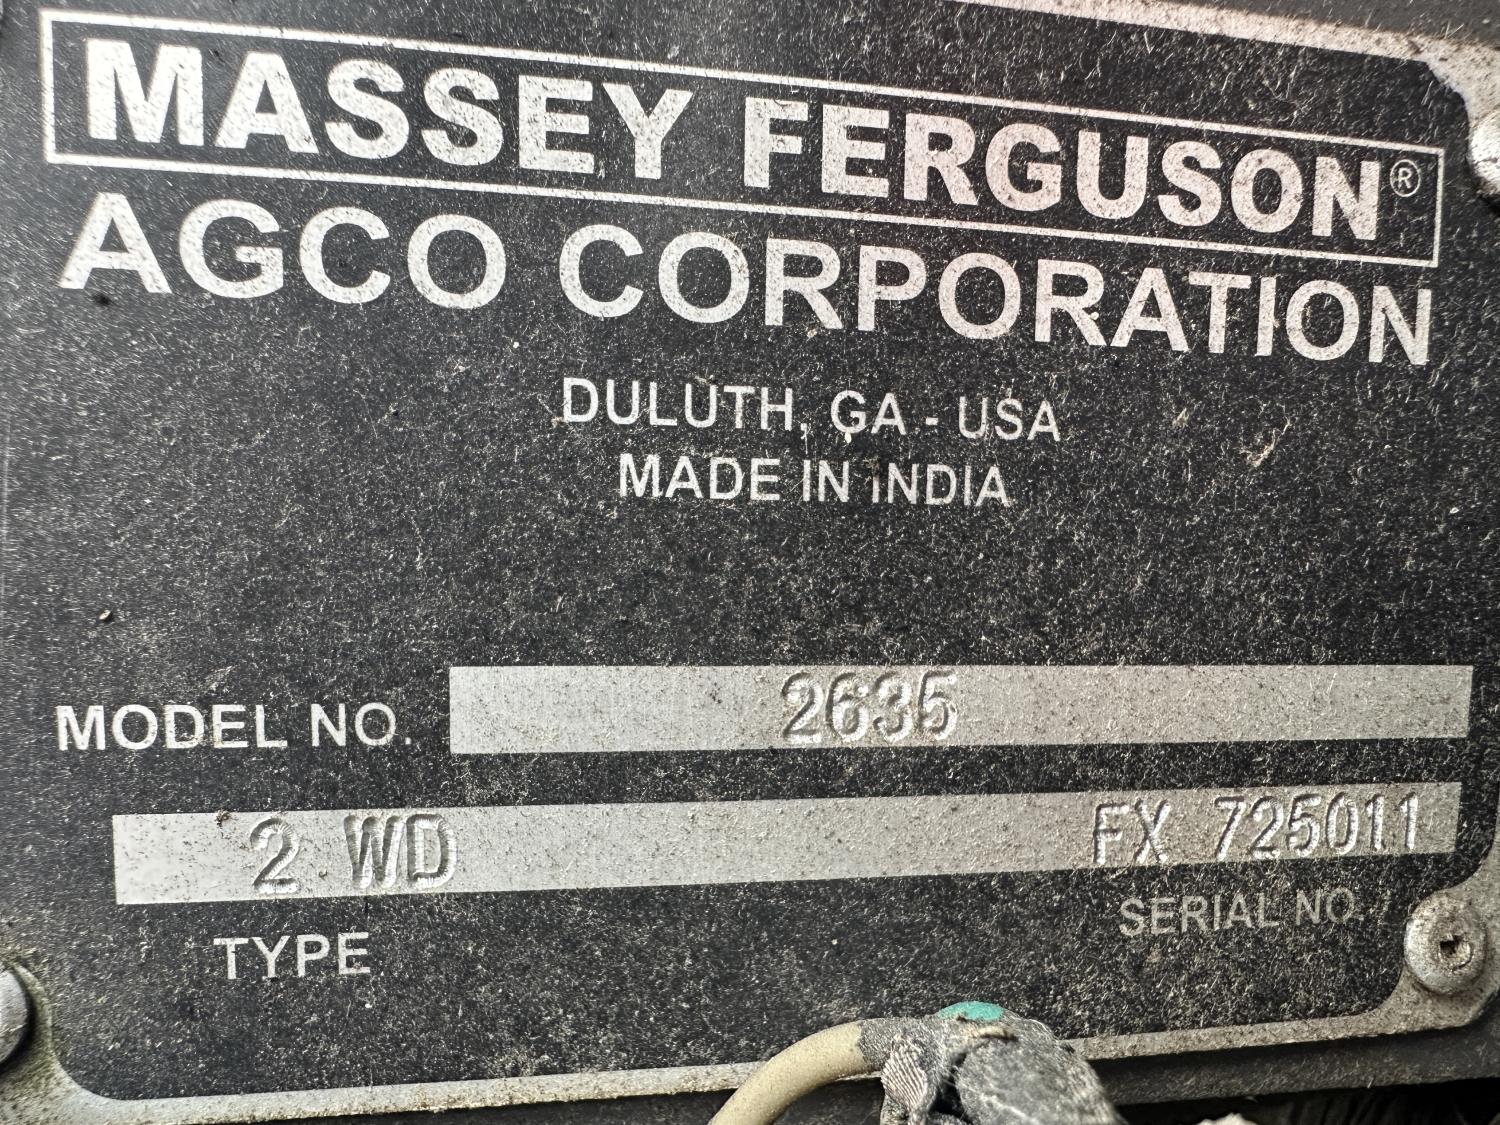 MASSEY FERGUSON®
AGCO CORPORATION
DULUTH, GA - USA
MADE IN INDIA
MODEL NO. 2635
2 WD FX 725011
TYPE SERIAL NO.